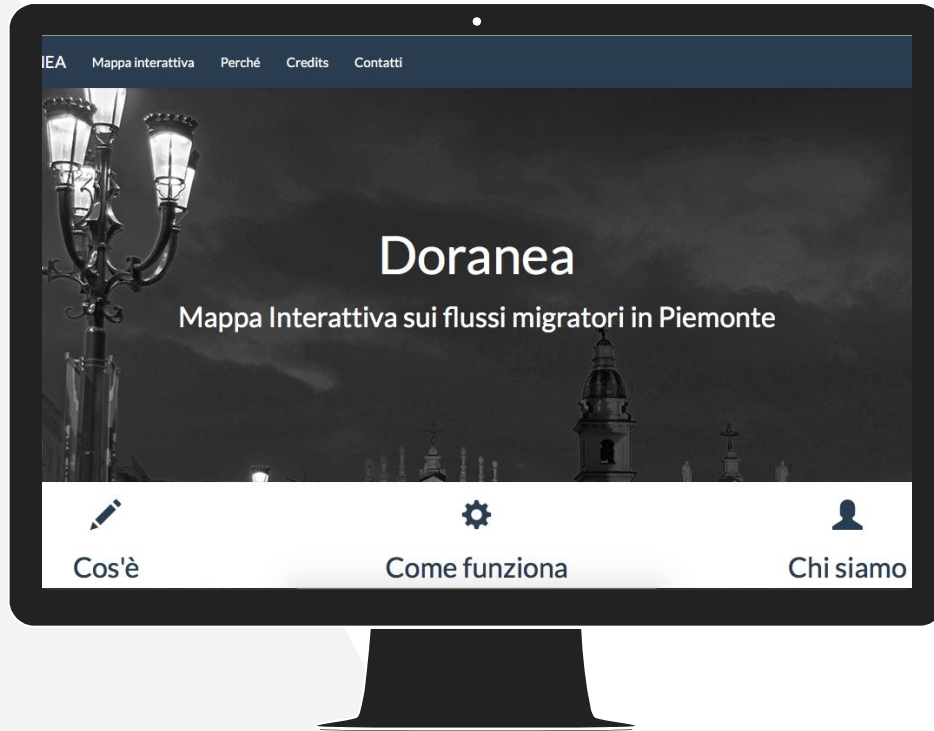 IEA Mappa interattiva Perché Credits Contatti
Doranea
Mappa Interattiva sui flussi migratori in Piemonte
Cos'è Come funziona Chi siamo